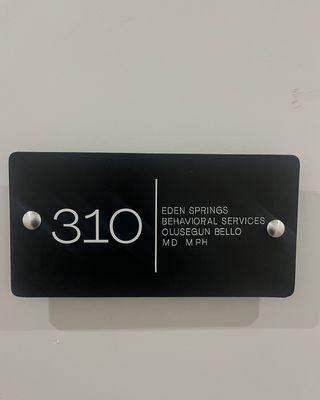 310
EDEN SPRINGS
BEHAVIORAL SERVICES
OLUSEGUN BELLO
MD MPH